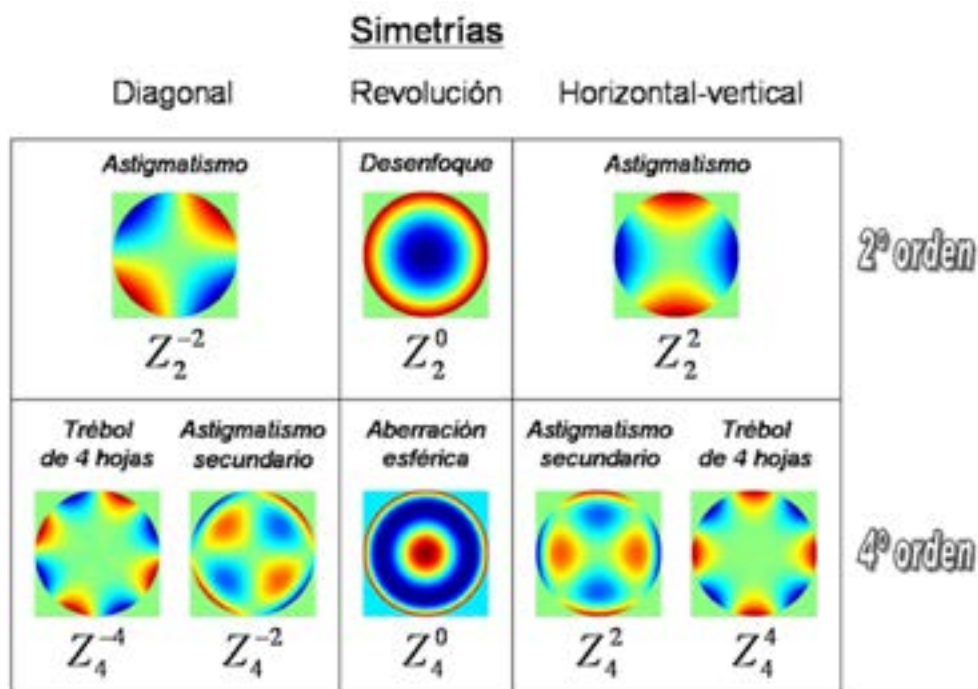 Simetrías
Diagonal Revolución Horizontal-vertical
Astigmatismo Desenfoque Astigmatismo
Z_2^{-2} Z_2^0 Z_2^2
2º orden
Trébol de 4 hojas Astigmatismo secundario Aberración esférica Astigmatismo secundario Trébol de 4 hojas
Z_4^{-4} Z_4^{-2} Z_4^0 Z_4^2 Z_4^4
4º orden